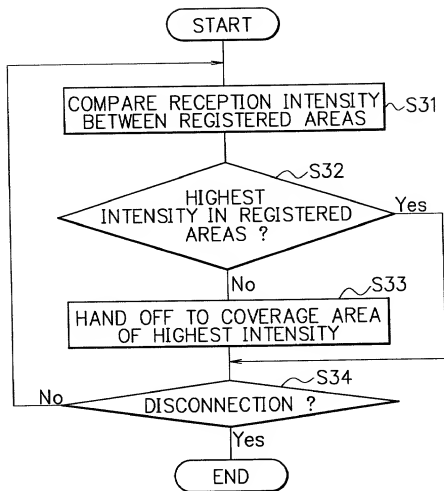 START
COMPARE RECEPTION INTENSITY
BETWEEN REGISTERED AREAS
S31
S32
HIGHEST
INTENSITY IN REGISTERED
AREAS ?
Yes
No
S33
HAND OFF TO COVERAGE AREA
OF HIGHEST INTENSITY
S34
No
DISCONNECTION ?
Yes
END